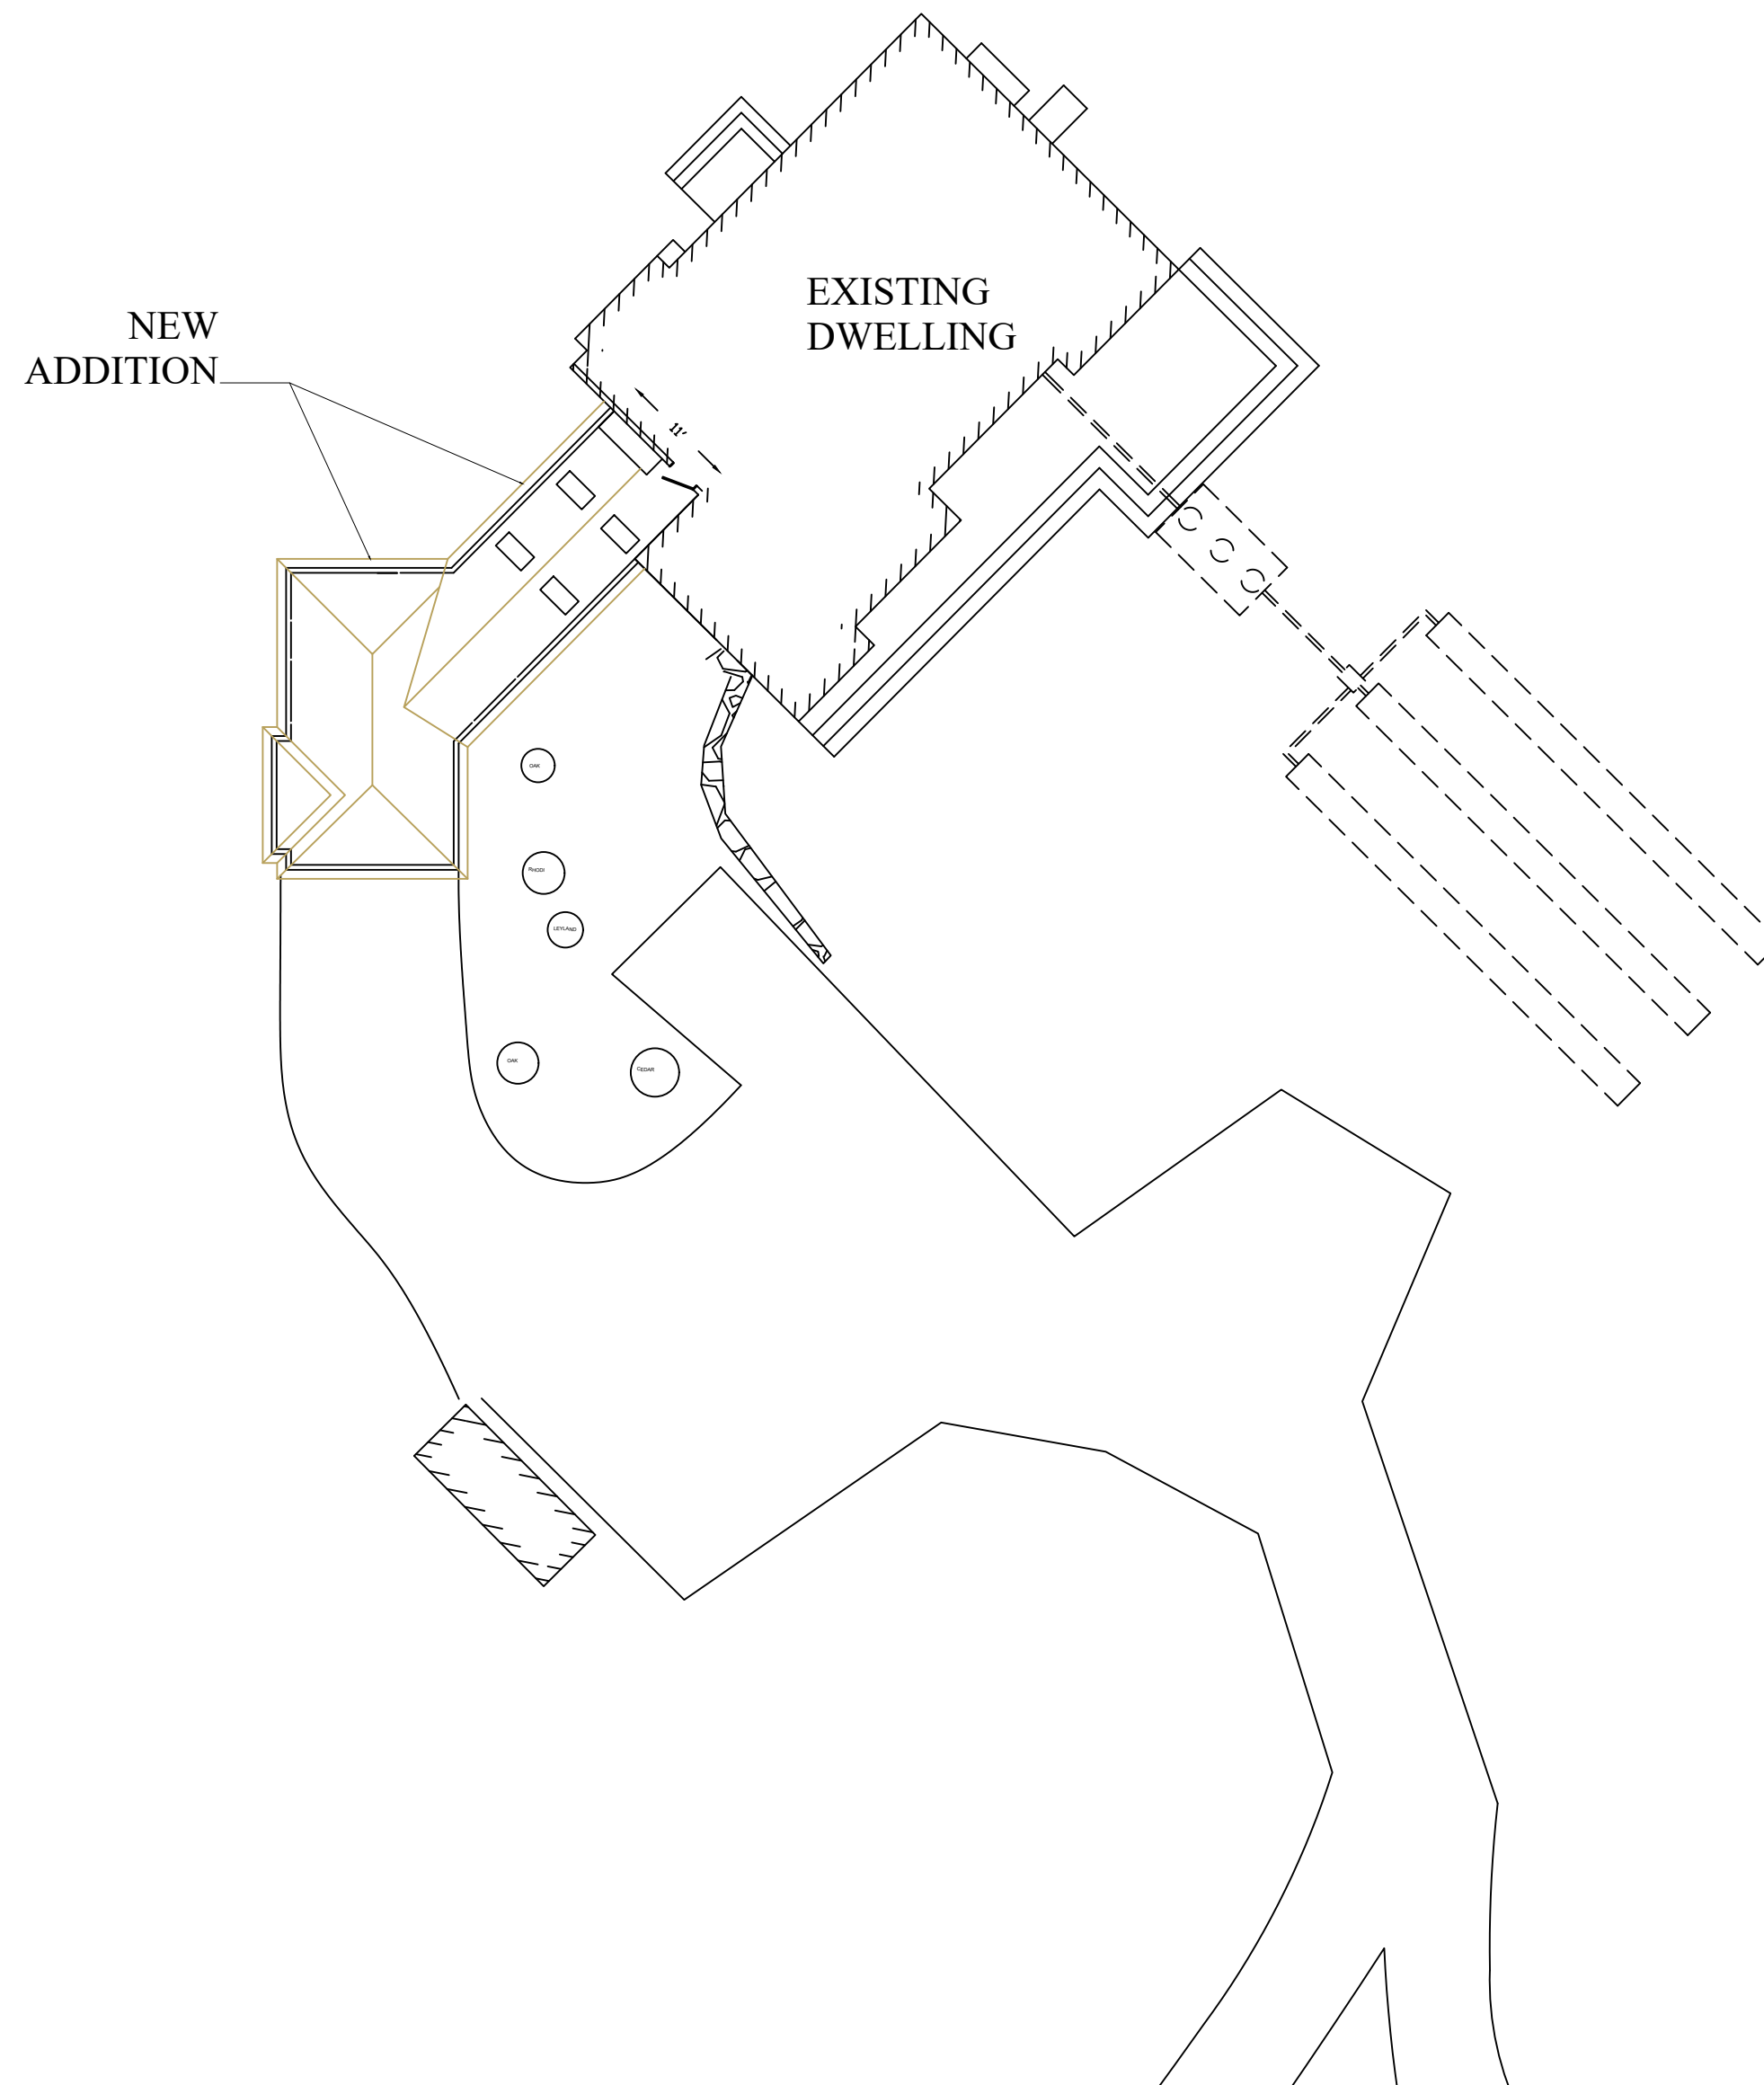 EXISTING
DWELLING
NEW
ADDITION
11'
OAK
RHODI
LEYLAND
OAK
CEDAR